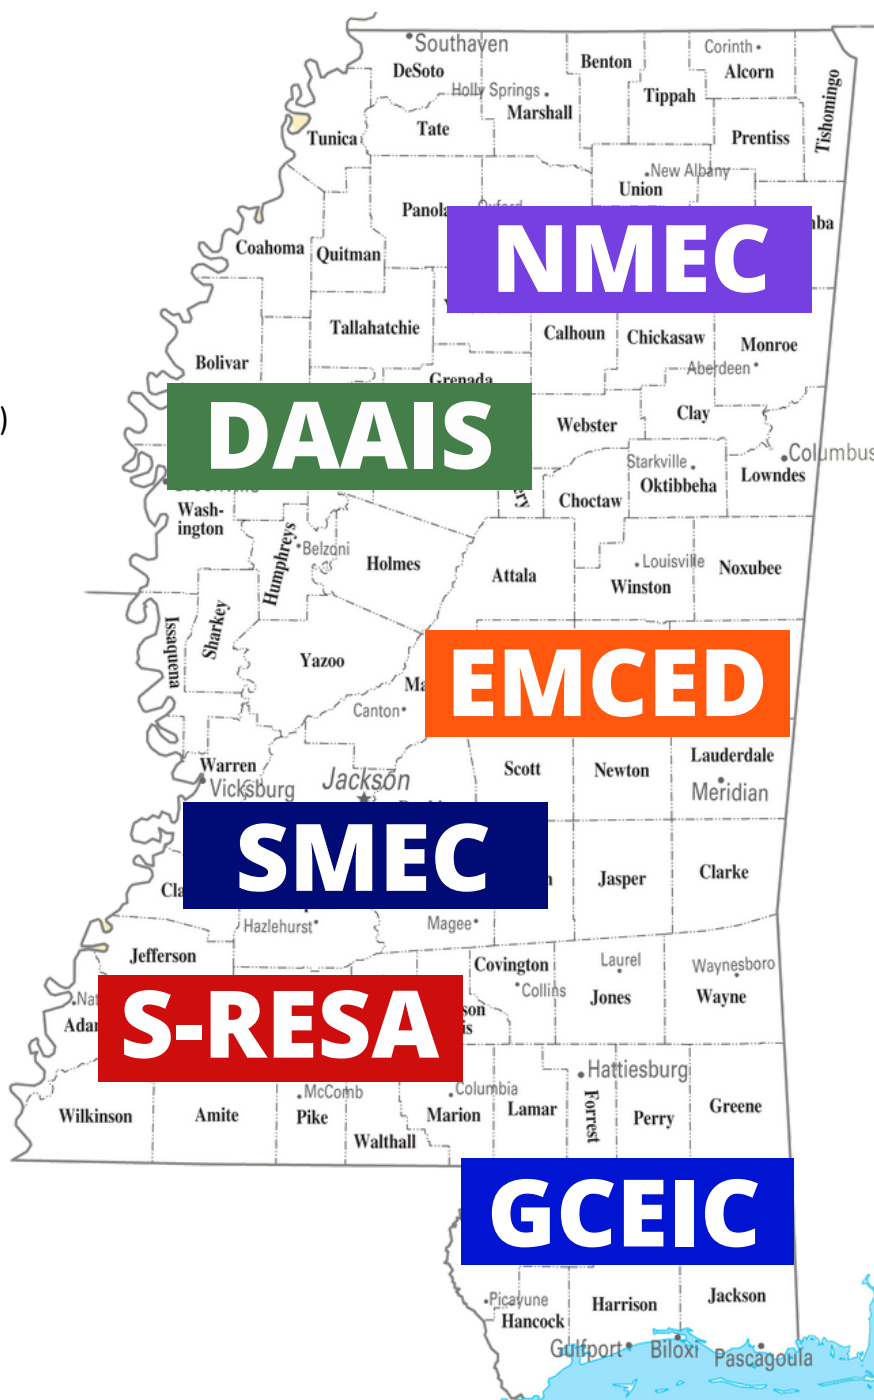 Southaven
Corinth
Benton
DeSoto
Alcorn
Holly Springs
Tippah
Marshall
Tishomingo
Tate
Tunica
Prentiss
New Albany
Union
Panola
Coahoma
Quitman
NMEC
Tallahatchie
Calhoun
Chickasaw
Monroe
Bolivar
Aberdeen
Grenada
)
DAAIS
Webster
Clay
Columbus
Starkville
Oktibbeha
Lowndes
Choctaw
Wash-
ington
Humphreys
Belzoni
Holmes
Attala
Louisville
Winston
Noxubee
Issaquena
Sharkey
Yazoo
EMCED
Canton
Warren
Vicksburg
Jackson
Scott
Newton
Lauderdale
Meridian
SMEC
Jasper
Clarke
Hazlehurst
Magee
Jefferson
Covington
Collins
Laurel
Jones
Waynesboro
Wayne
S-RESA
Hattiesburg
McComb
Columbia
Wilkinson
Amite
Pike
Walthall
Marion
Lamar
Forrest
Perry
Greene
GCEIC
Picayune
Hancock
Harrison
Jackson
Gulfport
Biloxi
Pascagoula